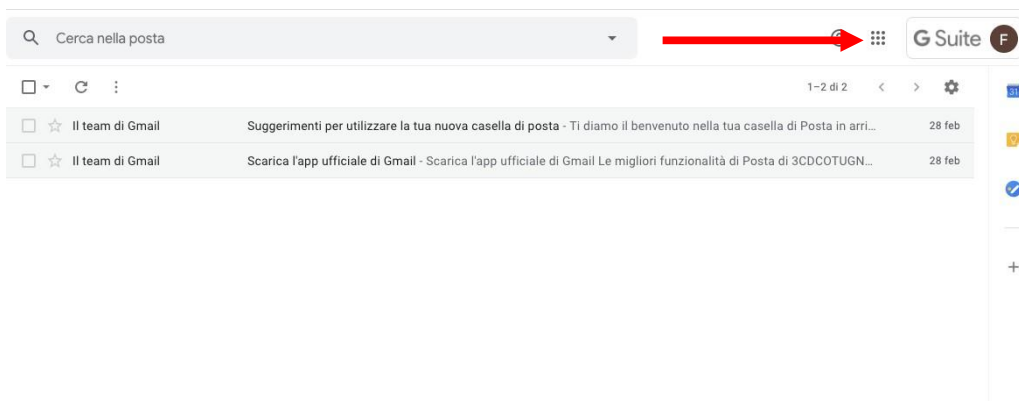 Cerca nella posta
G Suite F
1–2 di 2
31
Il team di Gmail Suggerimenti per utilizzare la tua nuova casella di posta - Ti diamo il benvenuto nella tua casella di Posta in arri... 28 feb
Il team di Gmail Scarica l'app ufficiale di Gmail - Scarica l'app ufficiale di Gmail Le migliori funzionalità di Posta di 3CDCOTUGN... 28 feb